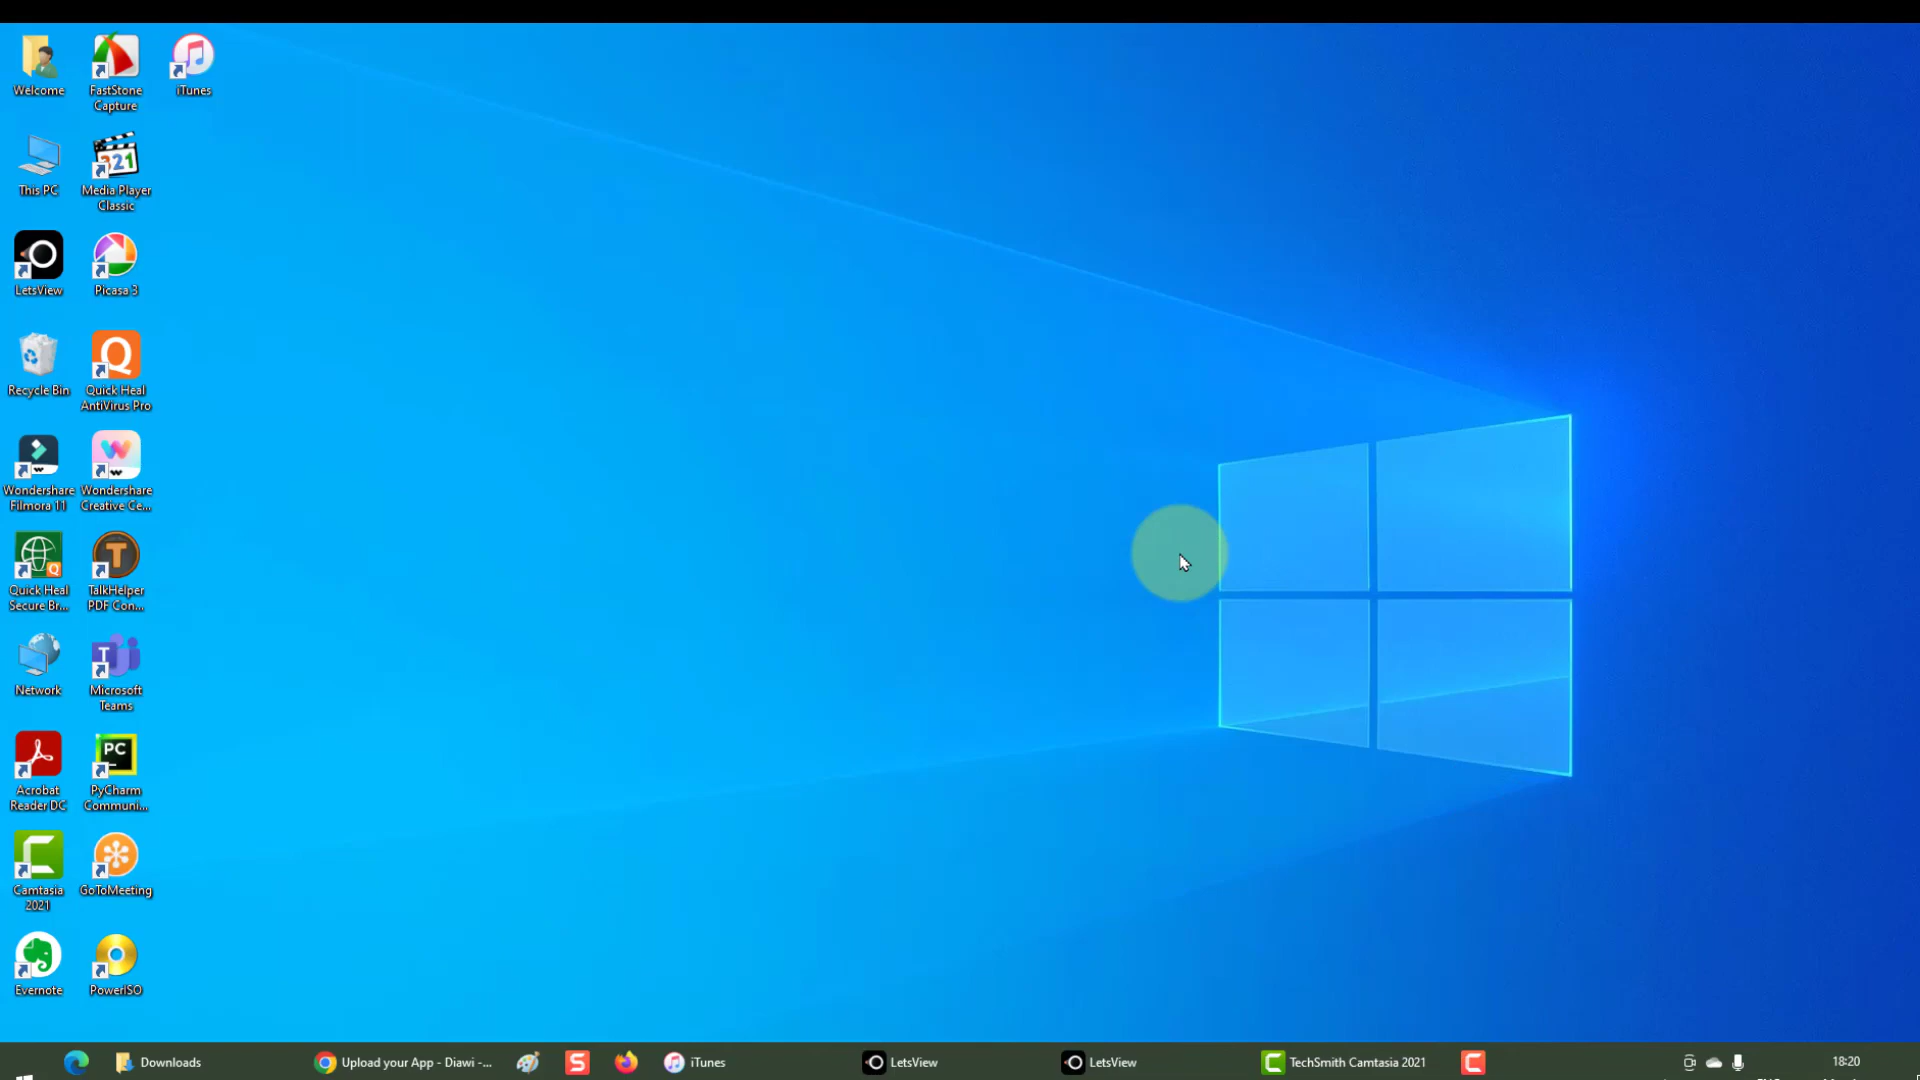 Welcome
FastStone
Capture
iTunes
This PC
321
Media Player
Classic
LetsView
Picasa 3
Recycle Bin
Quick Heal
AntiVirus Pro
Wondershare
Filmora 11
Wondershare
Creative Ce...
Quick Heal
Secure Br...
TalkHelper
PDF Con...
Network
Microsoft
Teams
Acrobat
Reader DC
PC
PyCharm
Communi...
Camtasia
2021
GoToMeeting
Evernote
PowerISO
Downloads
Upload your App - Diawi -...
iTunes
LetsView
LetsView
TechSmith Camtasia 2021
18:20